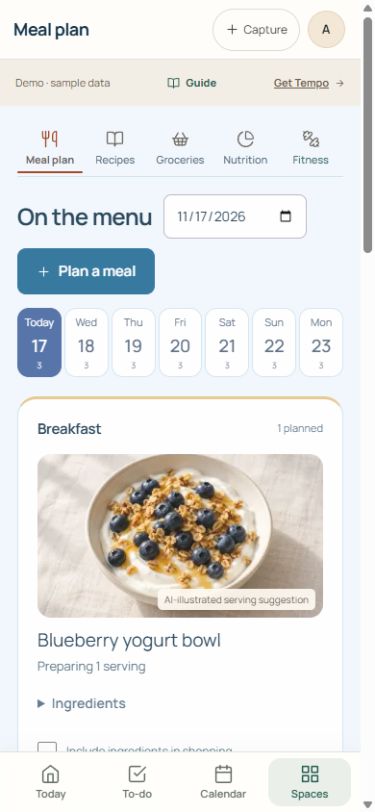 Meal plan
+ Capture
A
Demo · sample data
Guide
Get Tempo →
Meal plan
Recipes
Groceries
Nutrition
Fitness
On the menu
11/17/2026
+ Plan a meal
Today Wed Thu Fri Sat Sun Mon
17 18 19 20 21 22 23
3 3 3 3 3 3 3
Breakfast
1 planned
AI-illustrated serving suggestion
Blueberry yogurt bowl
Preparing 1 serving
Ingredients
Include ingredients in shopping
Today
To-do
Calendar
Spaces